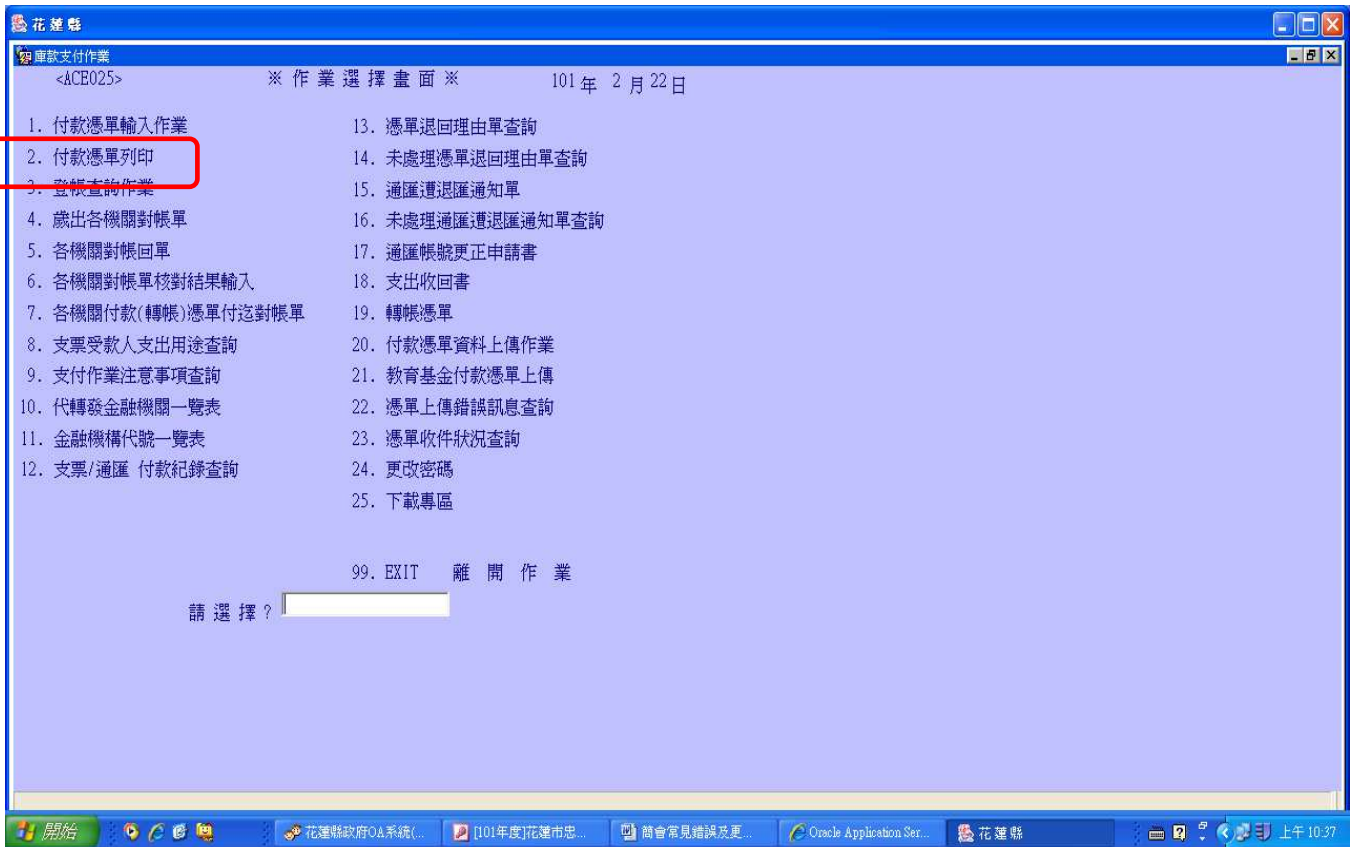 花蓮縣
庫款支付作業
<ACE025> ※ 作 業 選 擇 畫 面 ※ 101 年 2 月 22 日
1. 付款憑單輸入作業
2. 付款憑單列印
3. 登帳查詢作業
4. 歲出各機關對帳單
5. 各機關對帳回單
6. 各機關對帳單核對結果輸入
7. 各機關付款(轉帳)憑單付迄對帳單
8. 支票受款人支出用途查詢
9. 支付作業注意事項查詢
10. 代轉發金融機關一覽表
11. 金融機構代號一覽表
12. 支票/通匯 付款紀錄查詢
13. 憑單退回理由單查詢
14. 未處理憑單退回理由單查詢
15. 通匯遭退匯通知單
16. 未處理通匯遭退匯通知單查詢
17. 通匯帳號更正申請書
18. 支出收回書
19. 轉帳憑單
20. 付款憑單資料上傳作業
21. 教育基金付款憑單上傳
22. 憑單上傳錯誤訊息查詢
23. 憑單收件狀況查詢
24. 更改密碼
25. 下載專區
99. EXIT 離 開 作 業
請 選 擇 ?
開始 花蓮縣政府OA系統(... [101年度]花蓮市忠... 簡會常見錯誤及更... Oracle Application Ser... 花蓮縣 上午 10:37